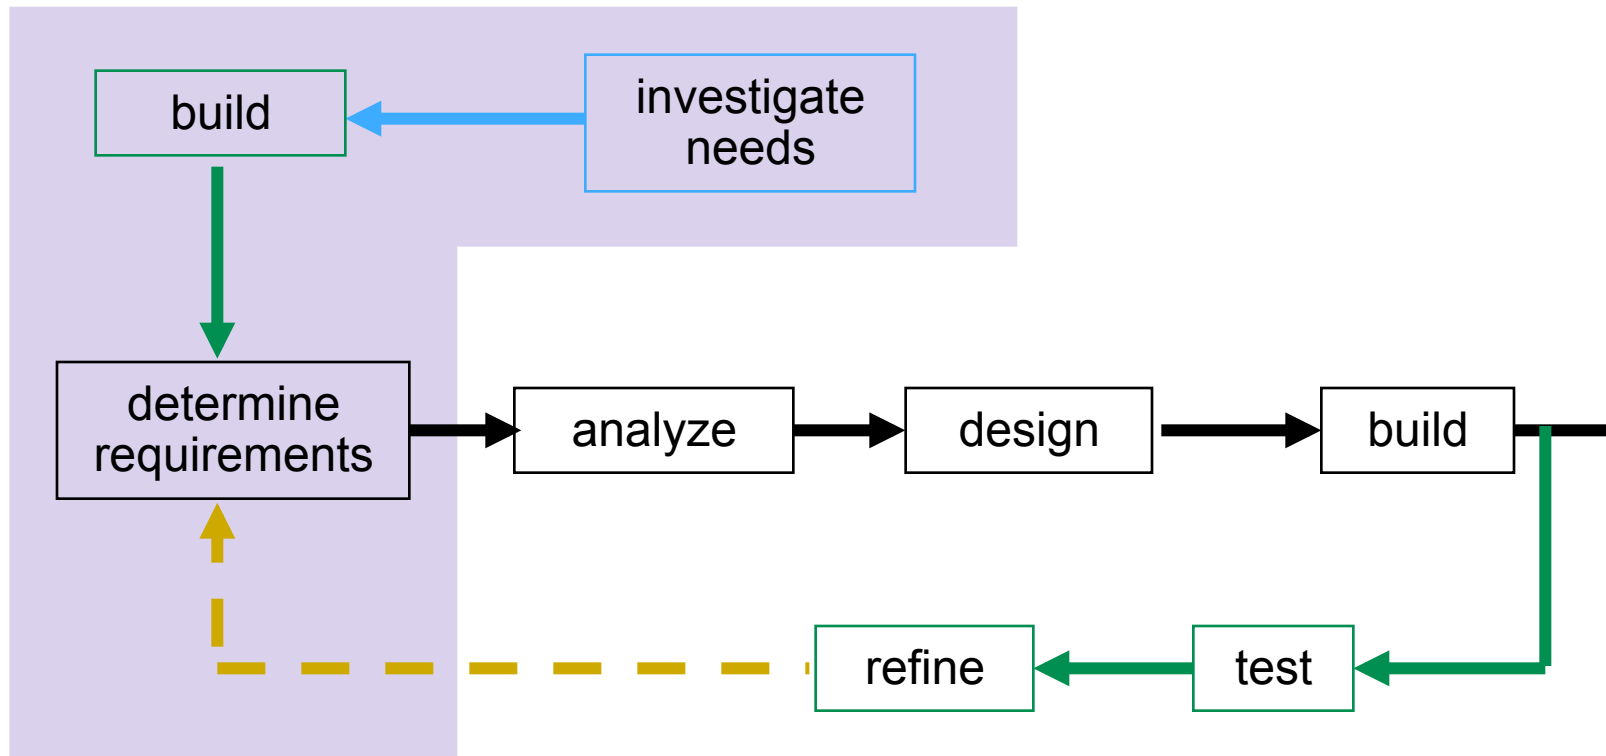 build
investigate
needs
determine
requirements
analyze
design
build
refine
test